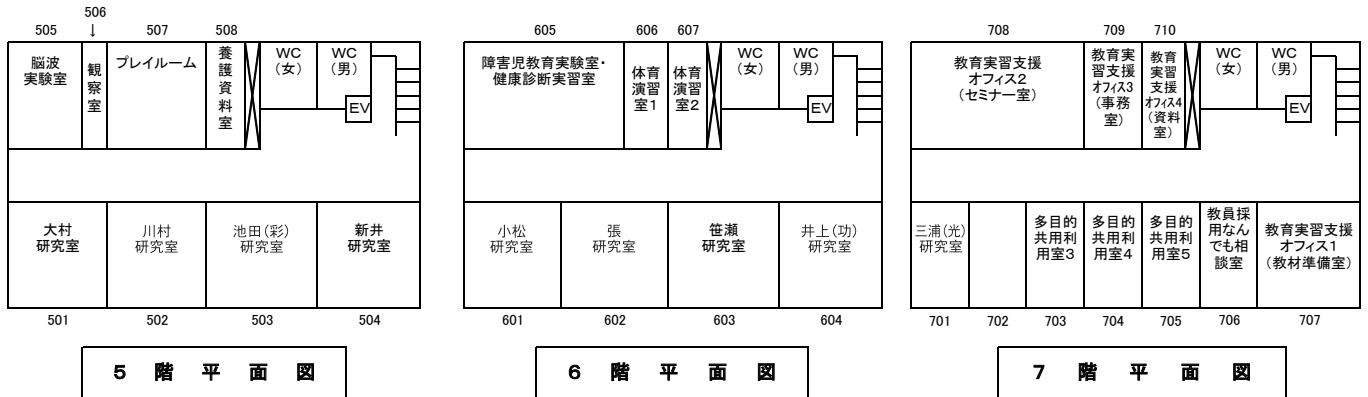 506
505
↓
507
508
脳波
実験室
観察室
プレイルーム
養護資料室
WC
(女)
WC
(男)
EV
大村
研究室
川村
研究室
池田(彩)
研究室
新井
研究室
501
502
503
504
5 階 平 面 図
605
606
607
障害児教育実験室・
健康診断実習室
体育
演習
室1
体育
演習
室2
WC
(女)
WC
(男)
EV
小松
研究室
張
研究室
笹瀬
研究室
井上(功)
研究室
601
602
603
604
6 階 平 面 図
708
709
710
教育実習支援
オフィス2
(セミナー室)
教育実
習支援
オフィス3
(事務
室)
教育
実習
支援
オフィス4
(資料
室)
WC
(女)
WC
(男)
EV
三浦(光)
研究室
多目的
共用利
用室3
多目的
共用利
用室4
多目的
共用利
用室5
教員採
用なん
でも相
談室
教育実習支援
オフィス1
(教材準備室)
701
702
703
704
705
706
707
7 階 平 面 図